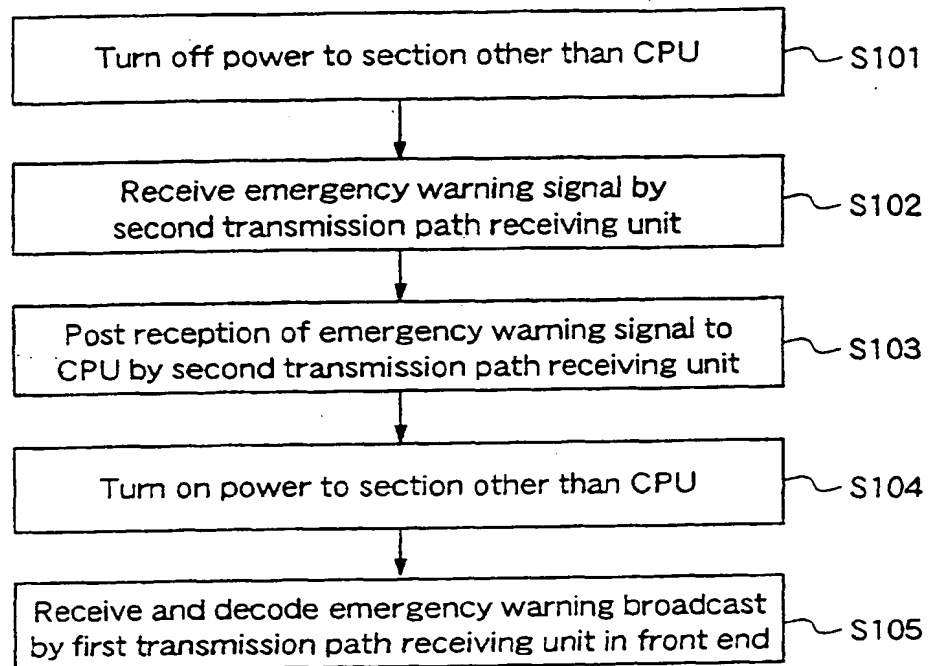 Turn off power to section other than CPU
S101
Receive emergency warning signal by
second transmission path receiving unit
S102
Post reception of emergency warning signal to
CPU by second transmission path receiving unit
S103
Turn on power to section other than CPU
S104
Receive and decode emergency warning broadcast
by first transmission path receiving unit in front end
S105